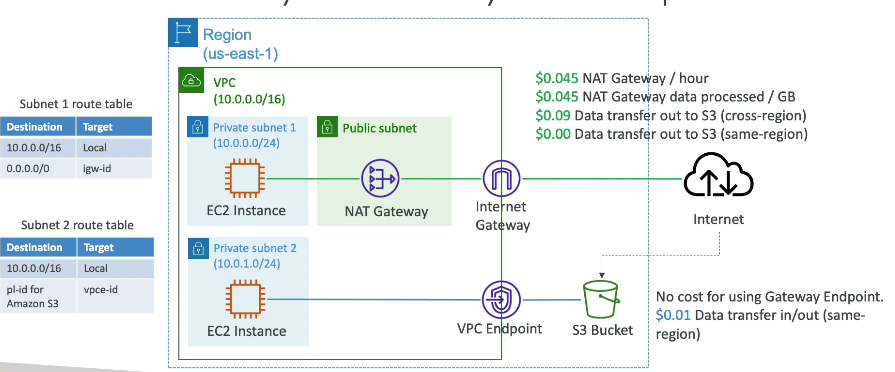 Region
(us-east-1)
VPC
(10.0.0.0/16)
$0.045 NAT Gateway / hour
$0.045 NAT Gateway data processed / GB
$0.09 Data transfer out to S3 (cross-region)
$0.00 Data transfer out to S3 (same-region)
Subnet 1 route table
Destination Target
10.0.0.0/16 Local
0.0.0.0/0 igw-id
Private subnet 1
(10.0.0.0/24)
Public subnet
EC2 Instance
NAT Gateway
Internet
Gateway
Internet
Subnet 2 route table
Destination Target
10.0.0.0/16 Local
pl-id for
Amazon S3
vpce-id
Private subnet 2
(10.0.1.0/24)
EC2 Instance
VPC Endpoint
S3 Bucket
No cost for using Gateway Endpoint.
$0.01 Data transfer in/out (same-
region)